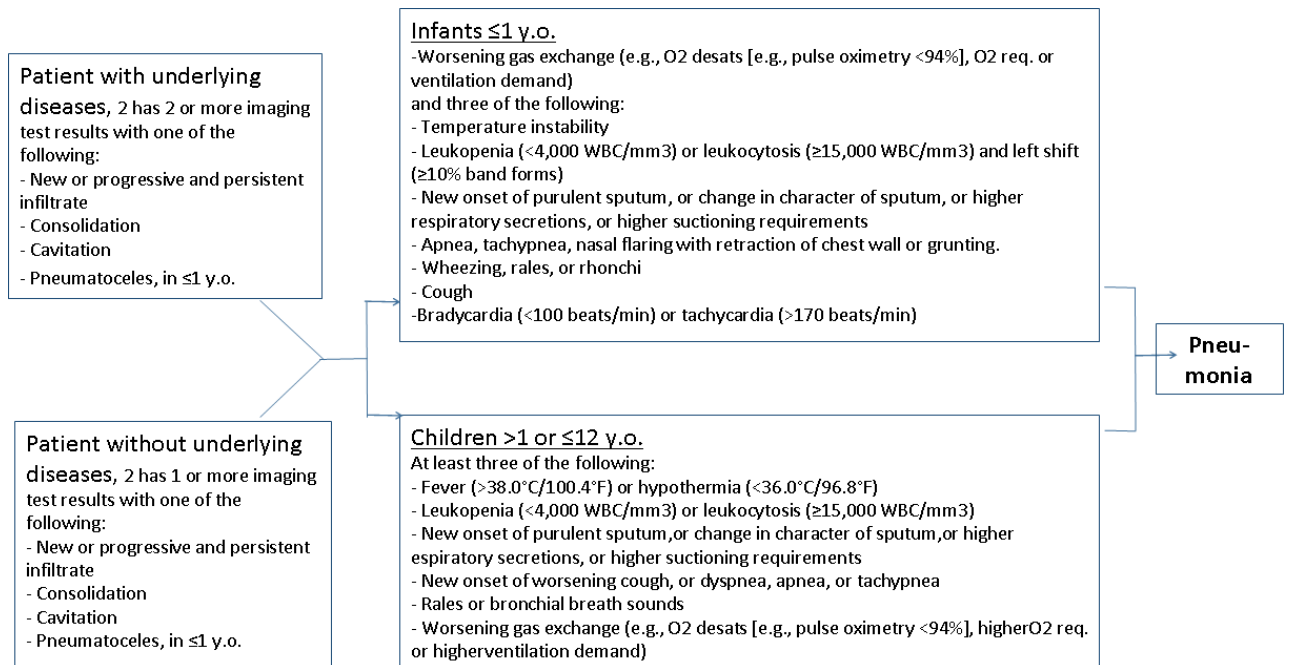 Patient with underlying
diseases, 2 has 2 or more imaging
test results with one of the
following:
- New or progressive and persistent
infiltrate
- Consolidation
- Cavitation
- Pneumatoceles, in ≤1 y.o.
Patient without underlying
diseases, 2 has 1 or more imaging
test results with one of the
following:
- New or progressive and persistent
infiltrate
- Consolidation
- Cavitation
- Pneumatoceles, in ≤1 y.o.
Infants ≤1 y.o.
-Worsening gas exchange (e.g., O2 desats [e.g., pulse oximetry <94%], O2 req. or
ventilation demand)
and three of the following:
- Temperature instability
- Leukopenia (<4,000 WBC/mm3) or leukocytosis (≥15,000 WBC/mm3) and left shift
(≥10% band forms)
- New onset of purulent sputum, or change in character of sputum, or higher
respiratory secretions, or higher suctioning requirements
- Apnea, tachypnea, nasal flaring with retraction of chest wall or grunting.
- Wheezing, rales, or rhonchi
- Cough
-Bradycardia (<100 beats/min) or tachycardia (>170 beats/min)
Children >1 or ≤12 y.o.
At least three of the following:
- Fever (>38.0°C/100.4°F) or hypothermia (<36.0°C/96.8°F)
- Leukopenia (<4,000 WBC/mm3) or leukocytosis (≥15,000 WBC/mm3)
- New onset of purulent sputum,or change in character of sputum,or higher
espiratory secretions, or higher suctioning requirements
- New onset of worsening cough, or dyspnea, apnea, or tachypnea
- Rales or bronchial breath sounds
- Worsening gas exchange (e.g., O2 desats [e.g., pulse oximetry <94%], higherO2 req.
or higherventilation demand)
Pneu-
monia